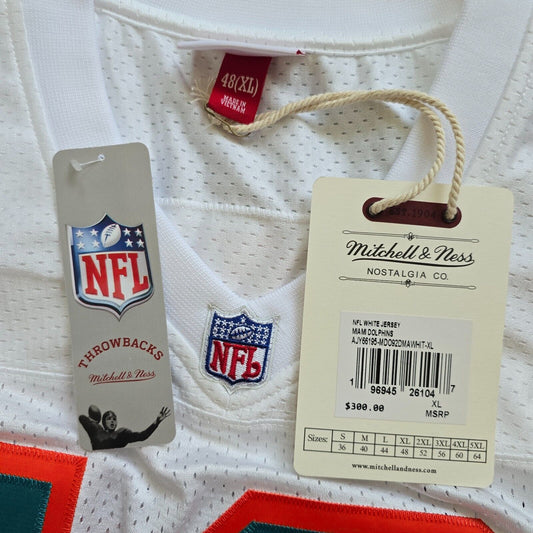 48(XL)
MADE IN
VIETNAM
NFL
THROWBACKS
Mitchell & Ness
NFL
EST. 1904
Mitchell & Ness
NOSTALGIA CO.
NFL WHITE JERSEY
MIAMI DOLPHINS
AJY66195-MDO92DMAWHIT-XL
1 96945 26104 7
XL
$300.00 MSRP
Sizes: S M L XL 2XL 3XL 4XL 5XL
36 40 44 48 52 56 60 64
www.mitchellandness.com